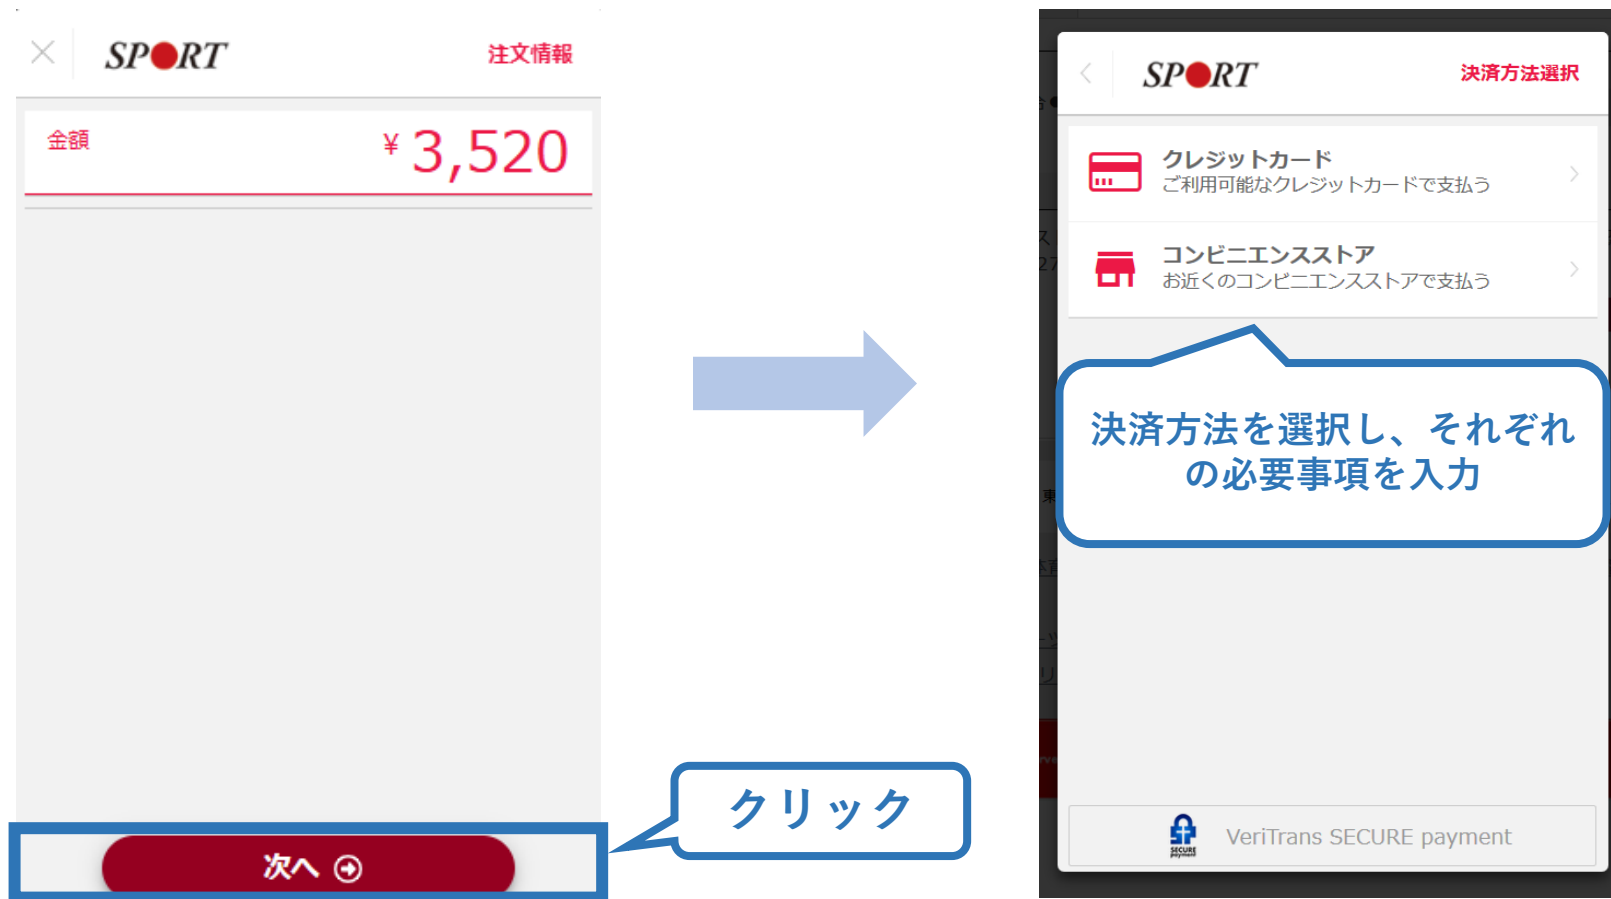 SPORT
注文情報
金額
¥ 3,520
次へ
クリック
SPORT
決済方法選択
クレジットカード
ご利用可能なクレジットカードで支払う
コンビニエンスストア
お近くのコンビニエンスストアで支払う
決済方法を選択し、それぞれ
の必要事項を入力
SECURE
payment
VeriTrans SECURE payment